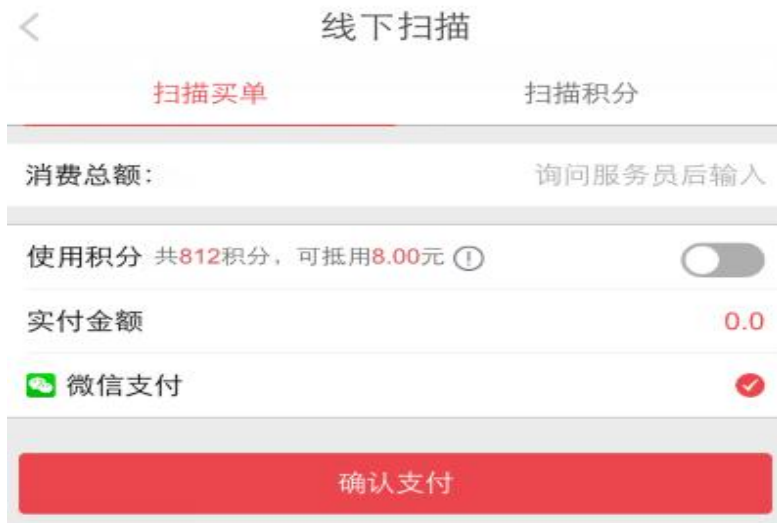 线下扫描
扫描买单 扫描积分
消费总额: 询问服务员后输入
使用积分 共812积分，可抵用8.00元
实付金额 0.0
微信支付
确认支付